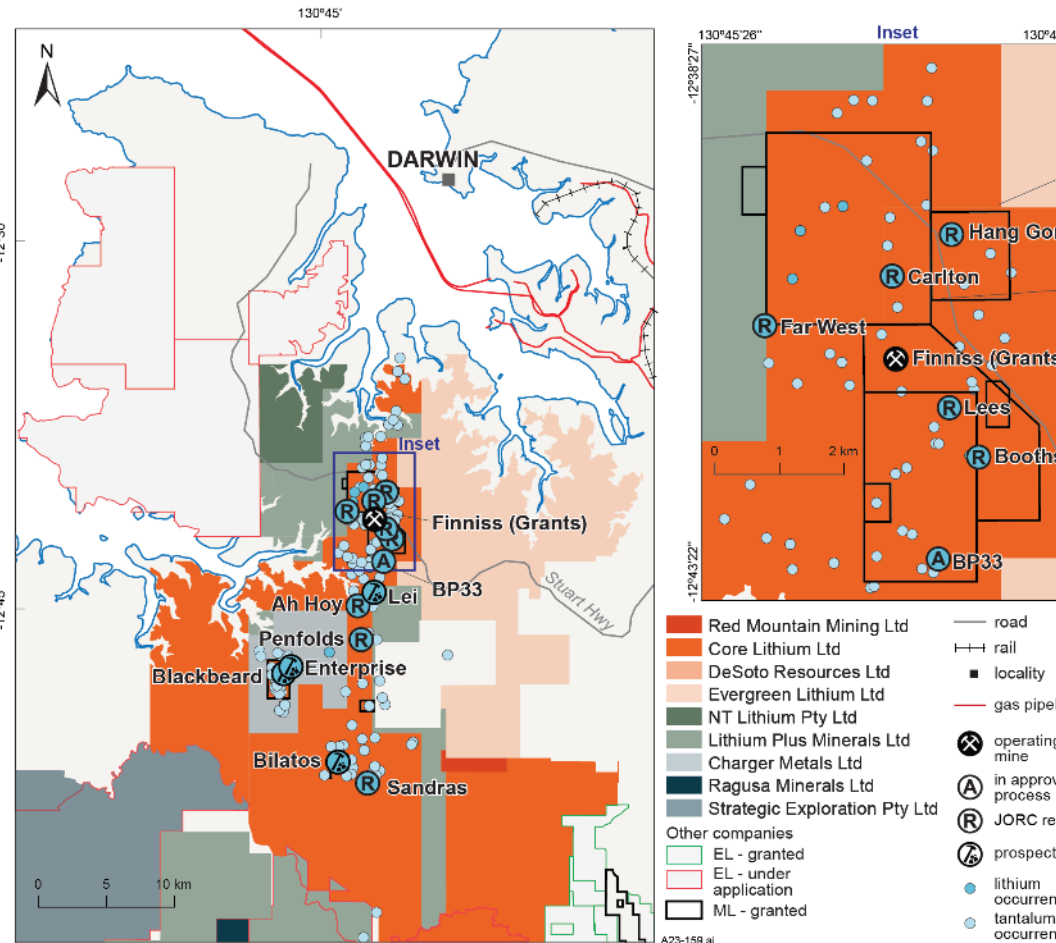 130°45'
N
DARWIN
Inset
Finniss (Grants)
Stuart Hwy
BP33
Lei
Ah Hoy
Penfolds
Enterprise
Blackbeard
Bilatos
Sandras
-12°45'
0 5 10 km
A23-159.ai
Inset
130°45'26"
-12°38'27"
Carlton
Far West
Lees
0 1 2 km
BP33
-12°43'22"
Red Mountain Mining Ltd
Core Lithium Ltd
DeSoto Resources Ltd
Evergreen Lithium Ltd
NT Lithium Pty Ltd
Lithium Plus Minerals Ltd
Charger Metals Ltd
Ragusa Minerals Ltd
Strategic Exploration Pty Ltd
Other companies
EL - granted
EL - under
application
ML - granted
road
rail
locality
gas pipel
operating
mine
A in approv
process
R JORC re
prospect
lithium
occurren
tantalum
occurren
Hang Gor
Finniss (Grants
Booths